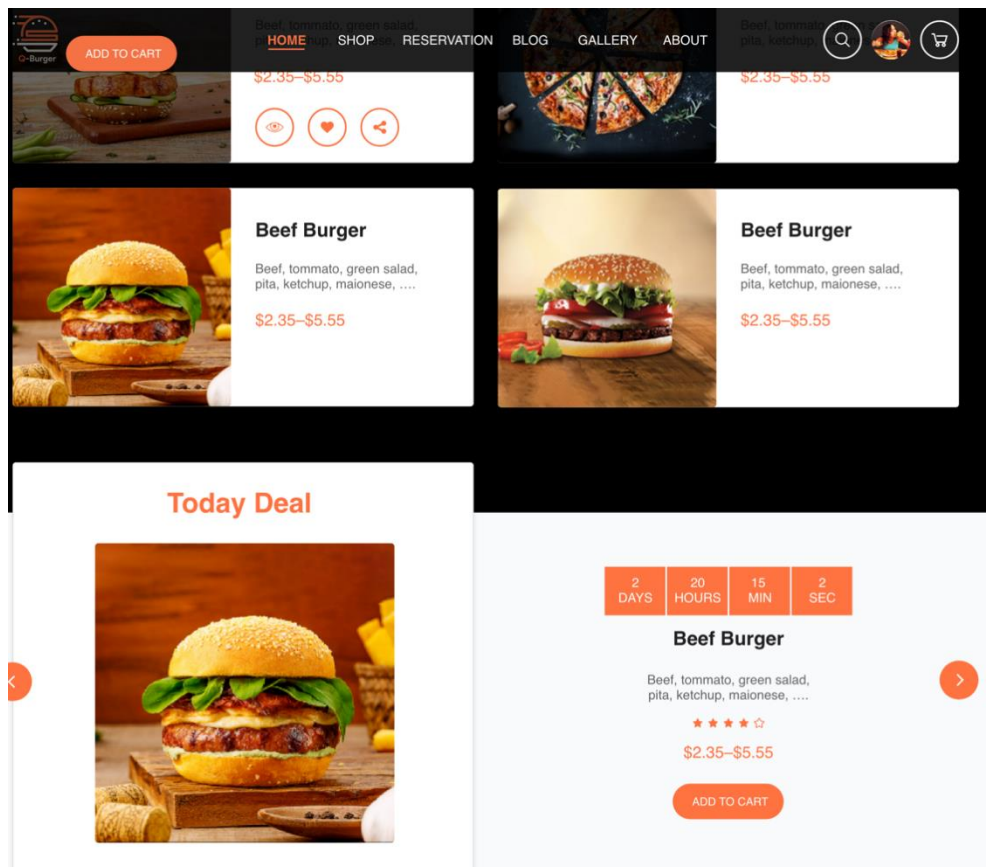 Q-Burger
ADD TO CART
HOME
SHOP
RESERVATION
BLOG
GALLERY
ABOUT
$2.35–$5.55
$2.35–$5.55
Beef Burger
Beef, tommato, green salad,
pita, ketchup, maionese, ....
$2.35–$5.55
Beef Burger
Beef, tommato, green salad,
pita, ketchup, maionese, ....
$2.35–$5.55
Today Deal
2 20 15 2
DAYS HOURS MIN SEC
Beef Burger
Beef, tommato, green salad,
pita, ketchup, maionese, ....
$2.35–$5.55
ADD TO CART